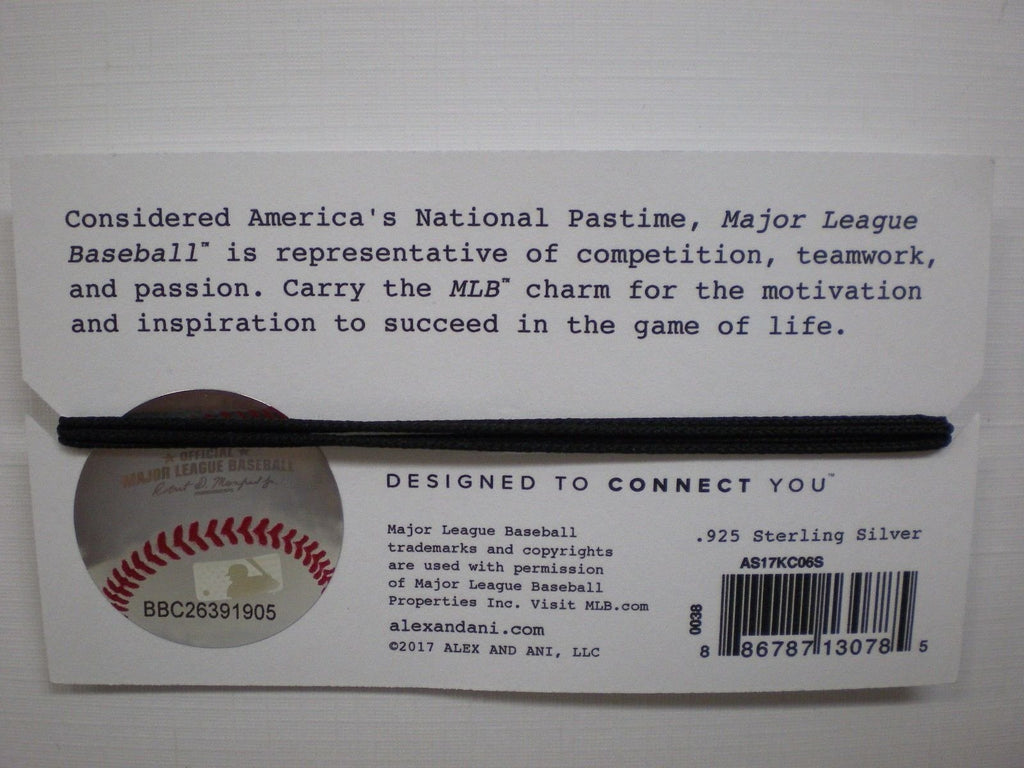 Considered America's National Pastime, Major League
Baseball™ is representative of competition, teamwork,
and passion. Carry the MLB™ charm for the motivation
and inspiration to succeed in the game of life.
OFFICIAL
MAJOR LEAGUE BASEBALL
BBC26391905
DESIGNED TO CONNECT YOU™
Major League Baseball
trademarks and copyrights
are used with permission
of Major League Baseball
Properties Inc. Visit MLB.com
alexandani.com
©2017 ALEX AND ANI, LLC
.925 Sterling Silver
AS17KC06S
0038
8 86787 13078 5